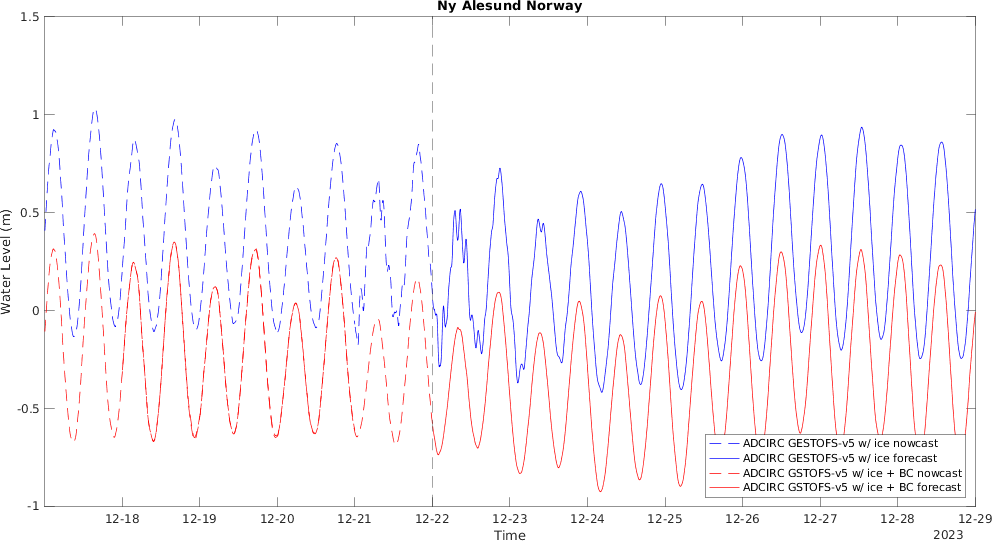 Ny Alesund Norway
1.5
1
0.5
0
-0.5
-1
Water Level (m)
12-18 12-19 12-20 12-21 12-22 12-23 12-24 12-25 12-26 12-27 12-28 12-29
Time
2023
ADCIRC GESTOFS-v5 w/ ice nowcast
ADCIRC GESTOFS-v5 w/ ice forecast
ADCIRC GSTOFS-v5 w/ ice + BC nowcast
ADCIRC GSTOFS-v5 w/ ice + BC forecast